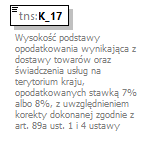 tns:K_17
Wysokość podstawy
opodatkowania wynikająca z
dostawy towarów oraz
świadczenia usług na
terytorium kraju,
opodatkowanych stawką 7%
albo 8%, z uwzględnieniem
korekty dokonanej zgodnie z
art. 89a ust. 1 i 4 ustawy